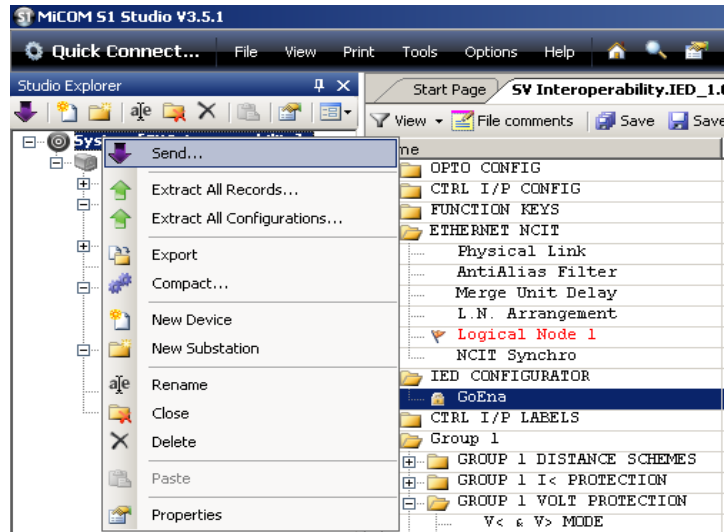 MiCOM S1 Studio V3.5.1
Quick Connect... File View Print Tools Options Help
Studio Explorer
Start Page SV Interoperability.IED_1.
View File comments Save Save
Send...
Extract All Records...
Extract All Configurations...
Export
Compact...
New Device
New Substation
Rename
Close
Delete
Paste
Properties
me
OPTO CONFIG
CTRL I/P CONFIG
FUNCTION KEYS
ETHERNET NCIT
Physical Link
AntiAlias Filter
Merge Unit Delay
L.N. Arrangement
Logical Node 1
NCIT Synchro
IED CONFIGURATOR
GoEna
CTRL I/P LABELS
Group 1
GROUP 1 DISTANCE SCHEMES
GROUP 1 I< PROTECTION
GROUP 1 VOLT PROTECTION
V< & V> MODE